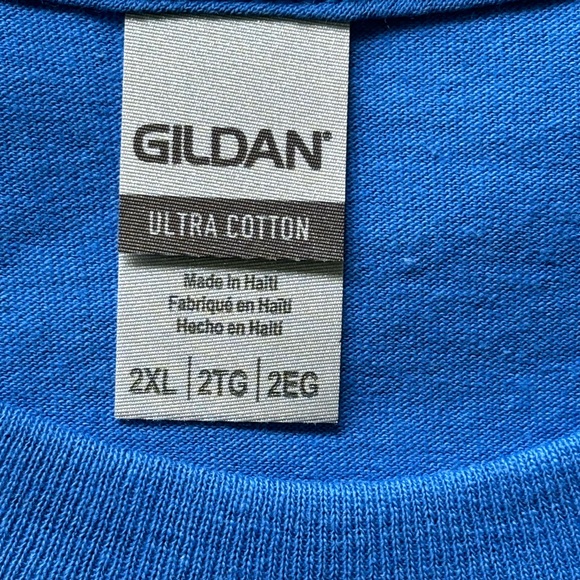 GILDAN®
ULTRA COTTON
Made in Haiti
Fabriqué en Haïti
Hecho en Haití
2XL | 2TG | 2EG